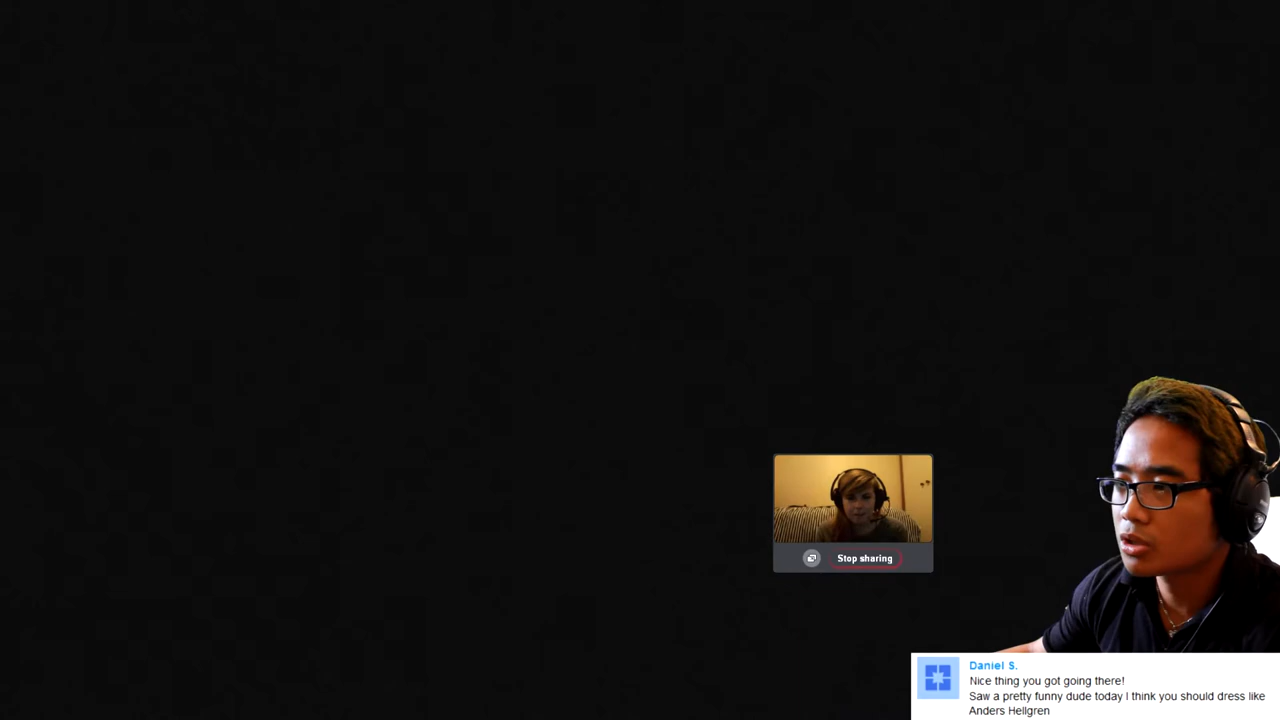 Stop sharing
Daniel S.
Nice thing you got going there!
Saw a pretty funny dude today I think you should dress like
Anders Hellgren